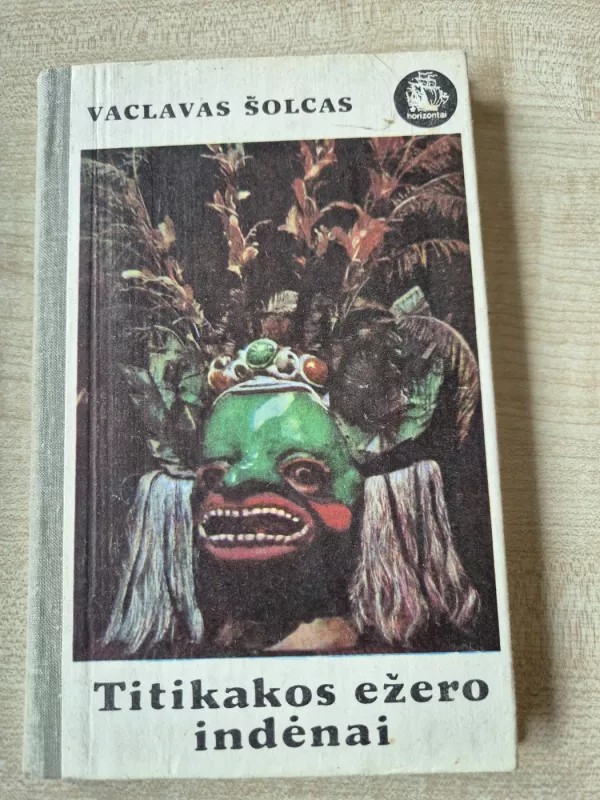 VACLAVAS ŠOLCAS
horizontai
Titikakos ežero
indėnai